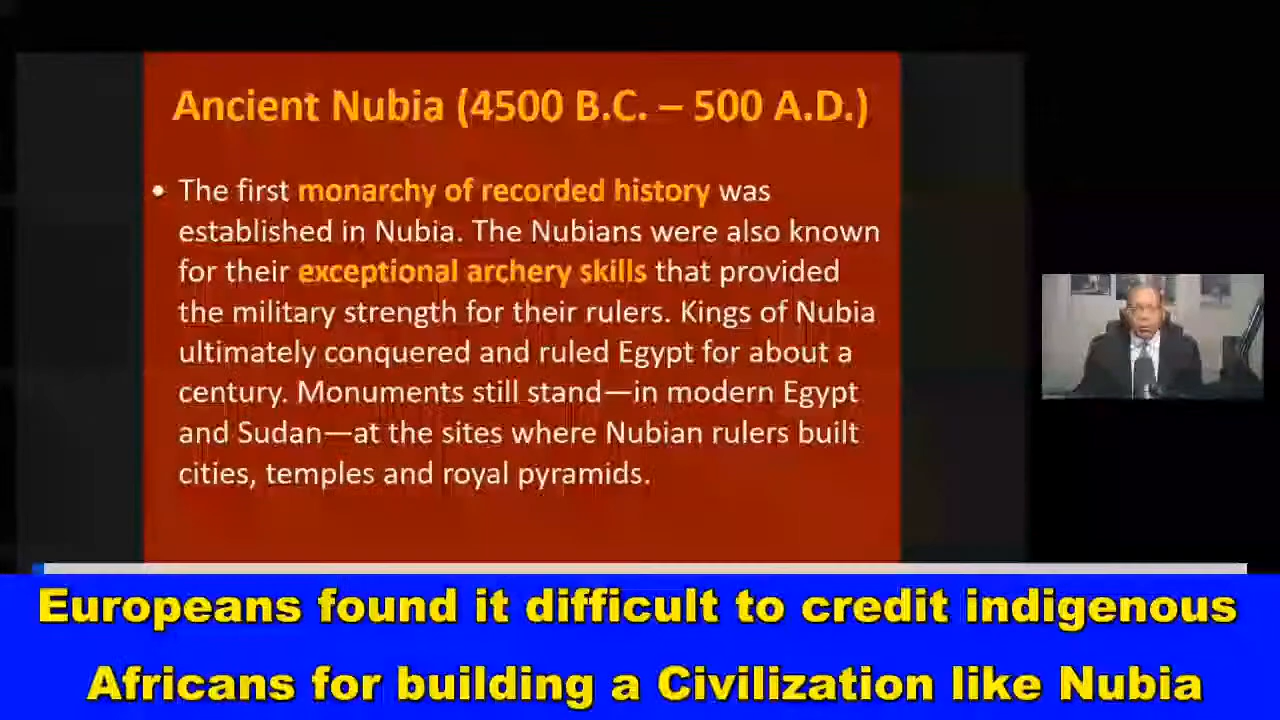 Ancient Nubia (4500 B.C. – 500 A.D.)
• The first monarchy of recorded history was
established in Nubia. The Nubians were also known
for their exceptional archery skills that provided
the military strength for their rulers. Kings of Nubia
ultimately conquered and ruled Egypt for about a
century. Monuments still stand—in modern Egypt
and Sudan—at the sites where Nubian rulers built
cities, temples and royal pyramids.
Europeans found it difficult to credit indigenous
Africans for building a Civilization like Nubia